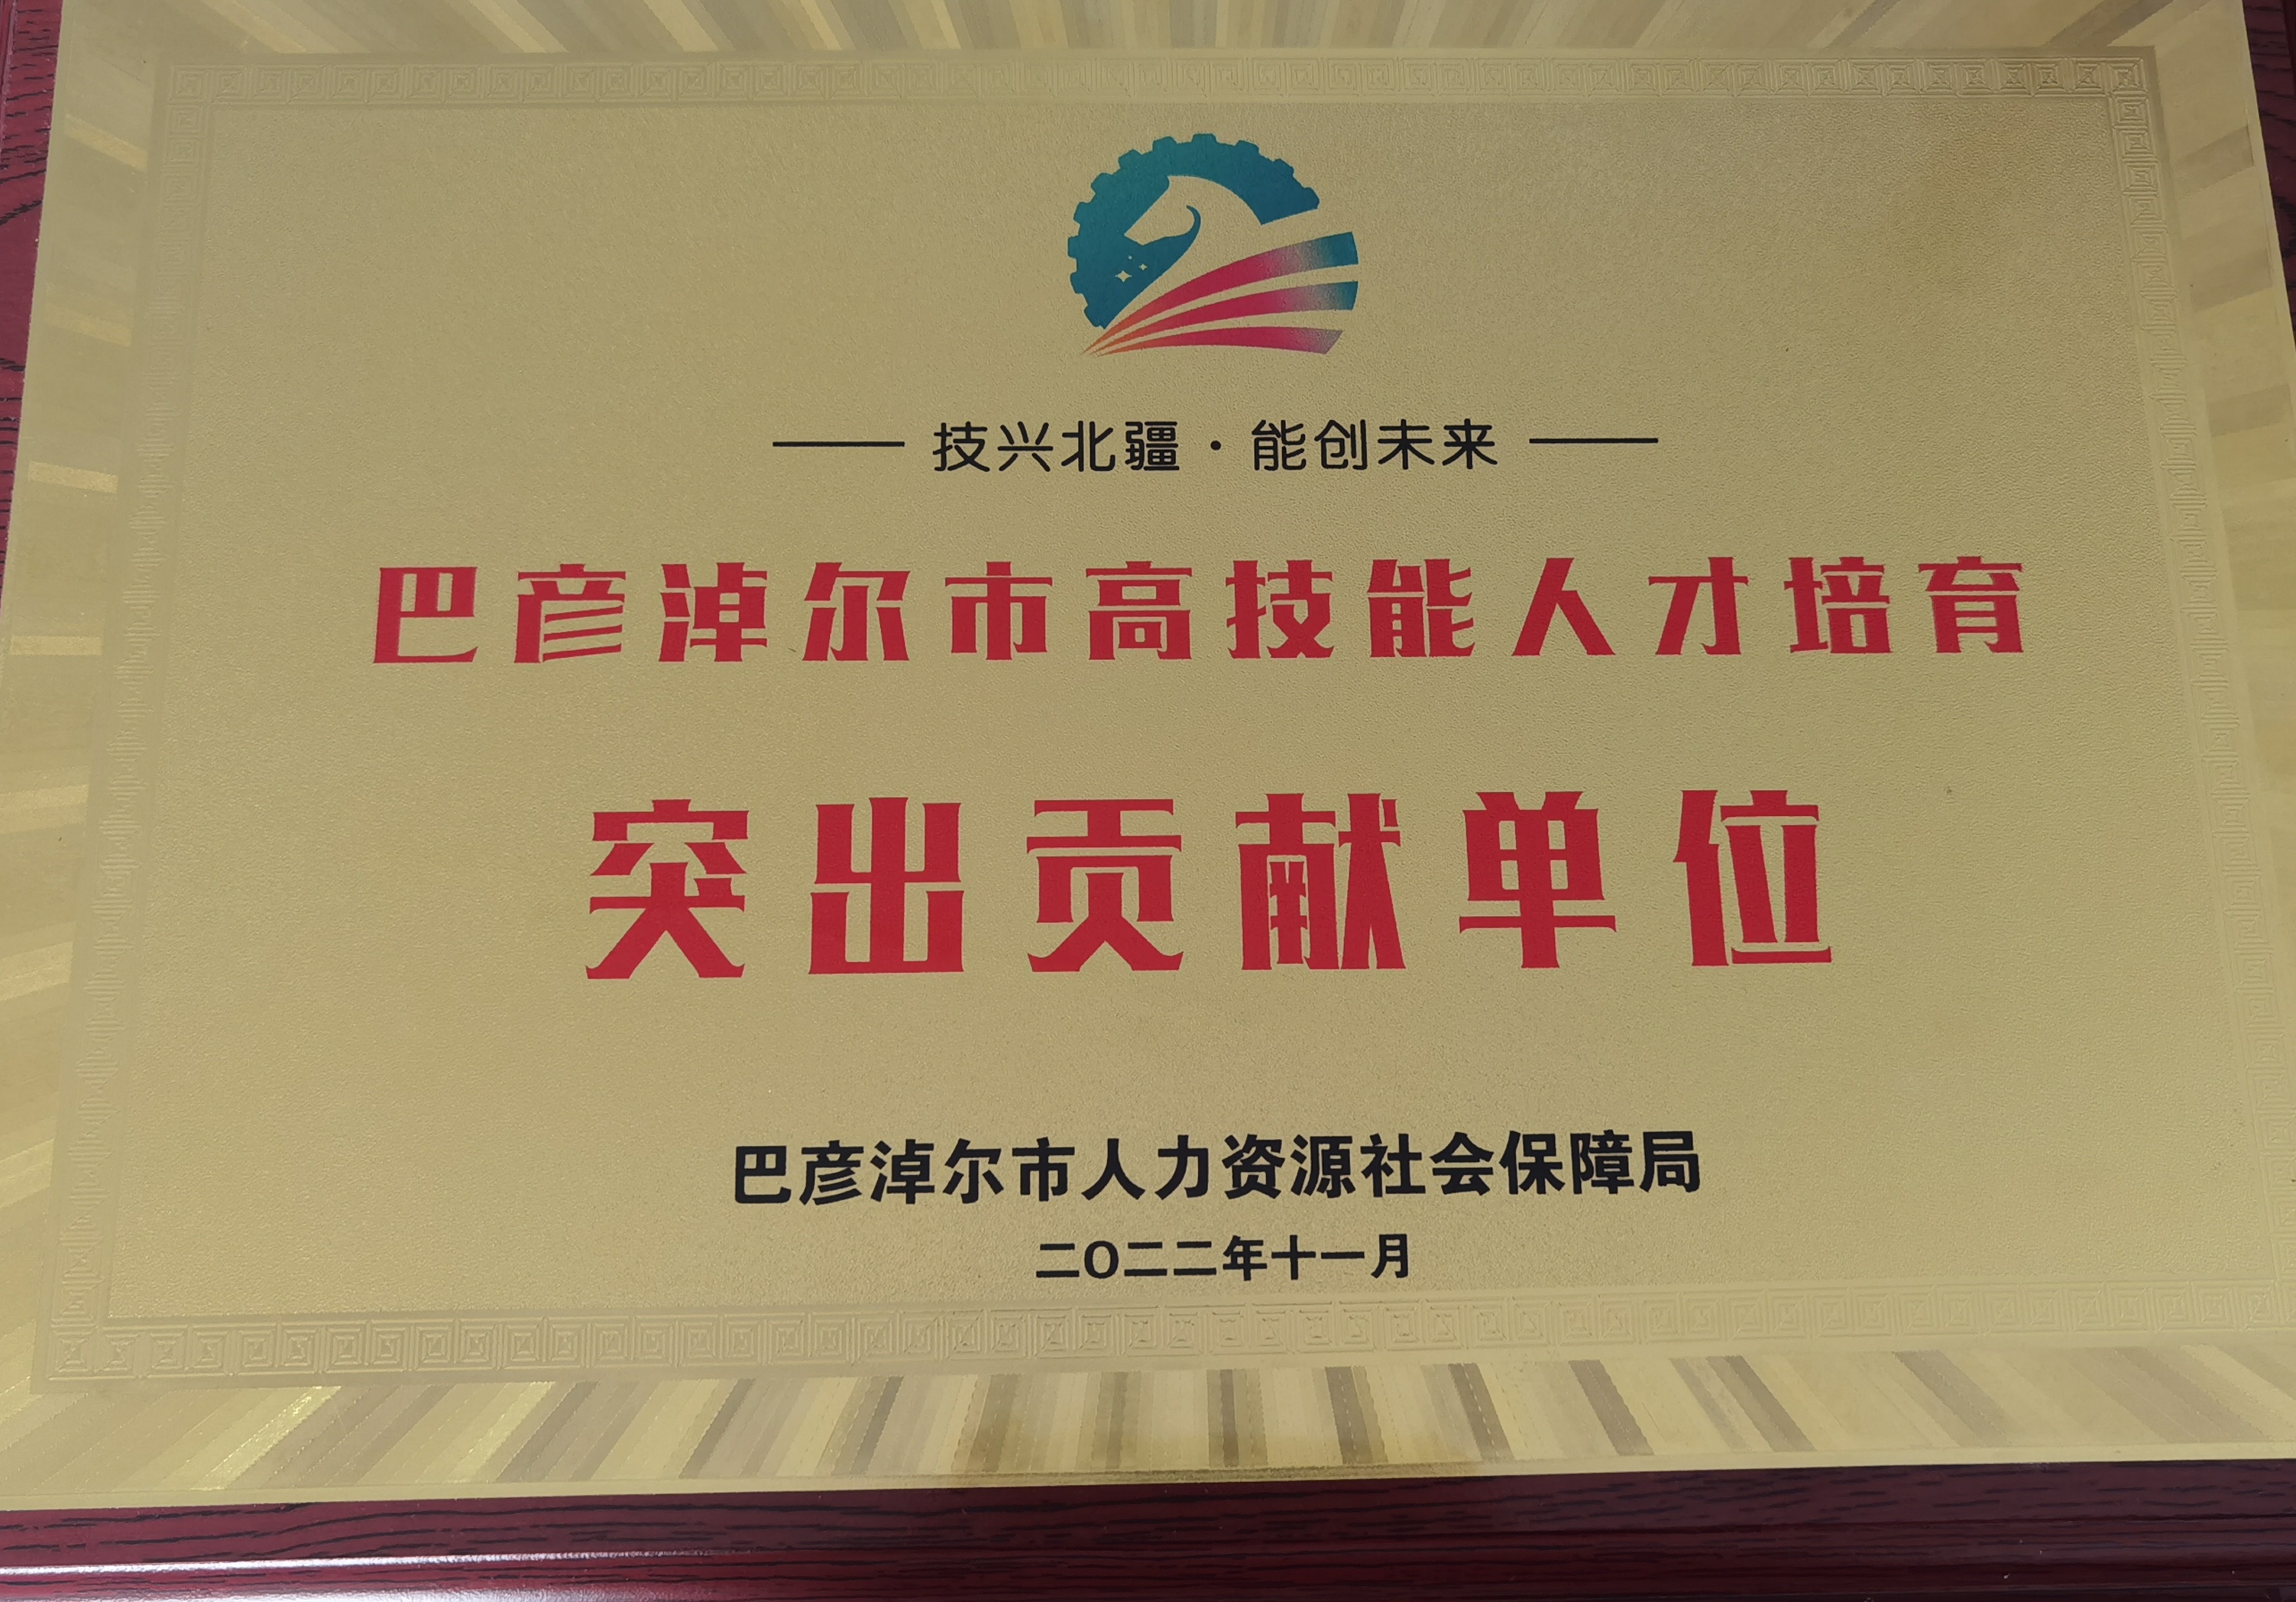 技兴北疆·能创未来
巴彦淖尔市高技能人才培育
突出贡献单位
巴彦淖尔市人力资源社会保障局
二〇二二年十一月